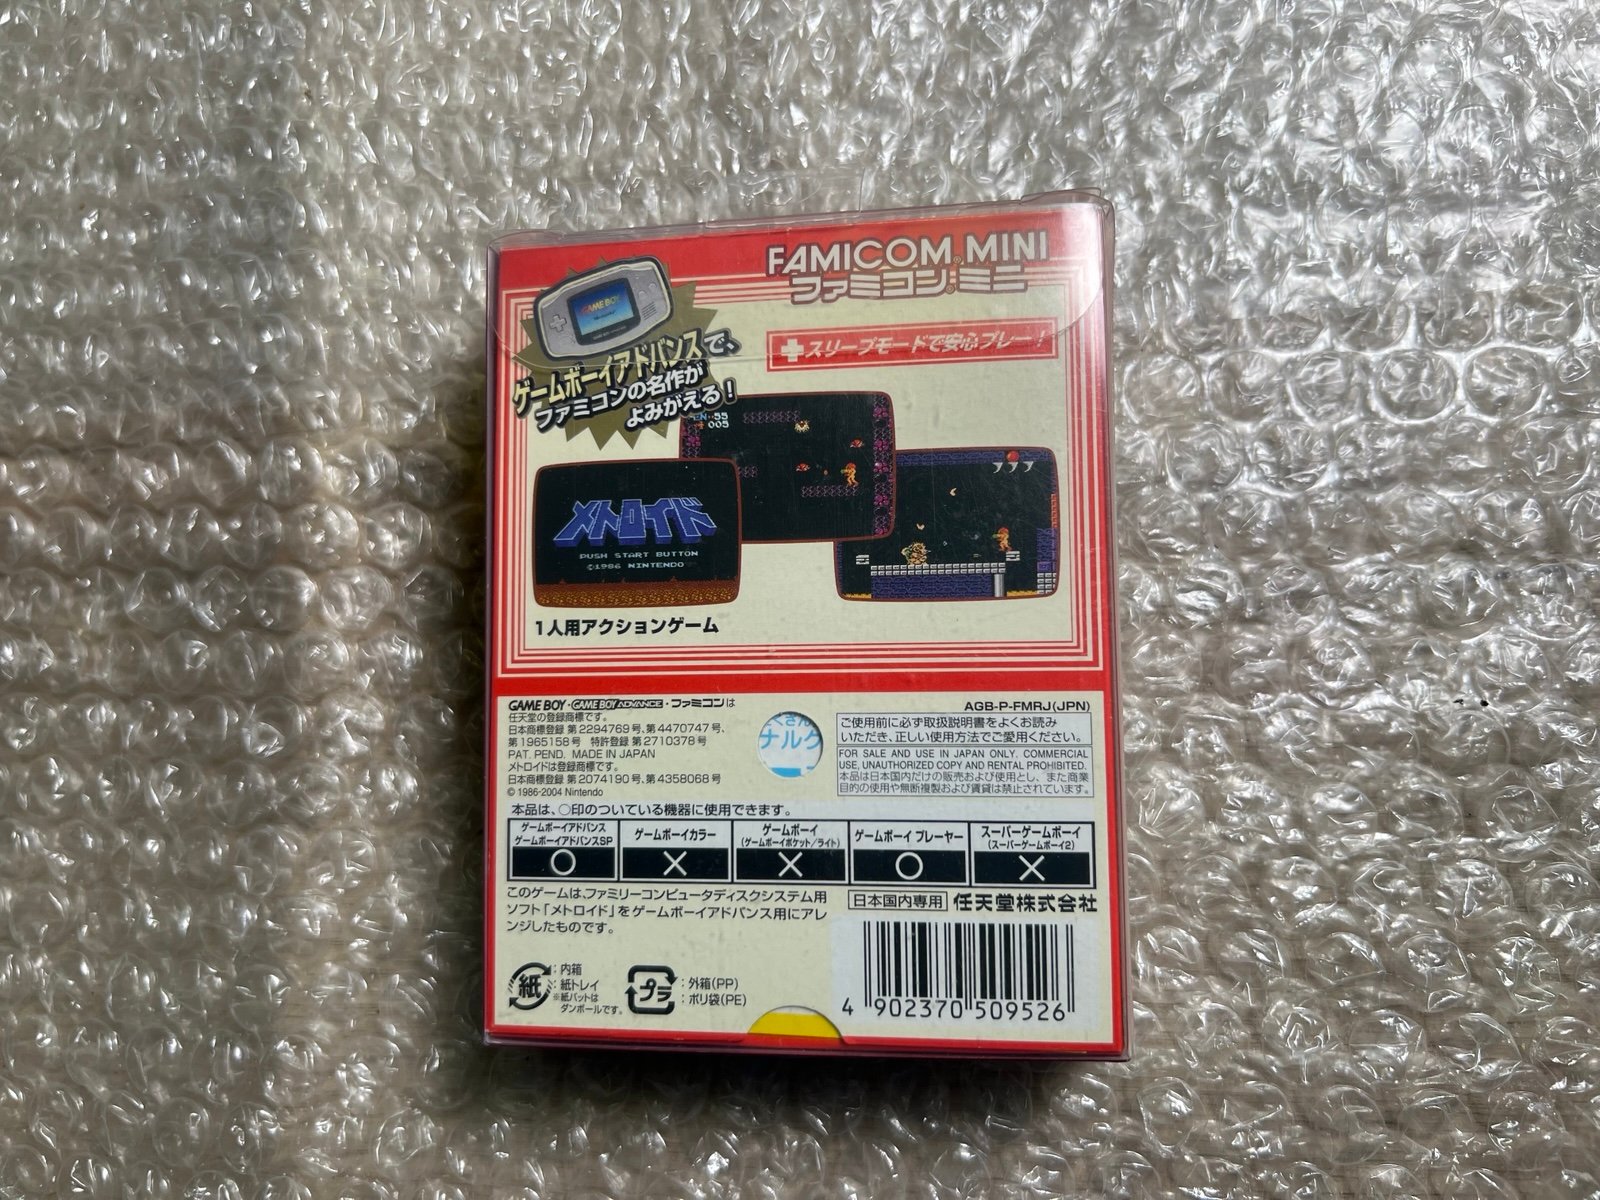 FAMICOM MINI
ファミコン ミニ
GAME BOY
ゲームボーイアドバンスで、
ファミコンの名作が
よみがえる!
スリープモードで安心プレー!
EN..55
005
メトロイド
PUSH START BUTTON
©1986 NINTENDO
1人用アクションゲーム
GAME BOY・GAME BOY ADVANCE・ファミコンは
任天堂の登録商標です。
日本商標登録 第2294769号、第4470747号、
第1965158号 特許登録 第2710378号
PAT. PEND. MADE IN JAPAN
メトロイドは登録商標です。
日本商標登録 第2074190号、第4358068号
© 1986-2004 Nintendo
ナルケ
AGB-P-FMRJ(JPN)
ご使用前に必ず取扱説明書をよくお読み
いただき、正しい使用方法でご愛用ください。
FOR SALE AND USE IN JAPAN ONLY. COMMERCIAL
USE, UNAUTHORIZED COPY AND RENTAL PROHIBITED.
本品は日本国内だけの販売および使用とし、また商業
目的の使用や無断複製および賃貸は禁止されています。
本品は、○印のついている機器に使用できます。
ゲームボーイアドバンス
ゲームボーイアドバンスSP
ゲームボーイカラー
ゲームボーイ
(ゲームボーイポケット/ライト)
ゲームボーイ プレーヤー
スーパーゲームボーイ
(スーパーゲームボーイ2)
○ × × ○ ×
このゲームは、ファミリーコンピュータディスクシステム用
ソフト「メトロイド」をゲームボーイアドバンス用にアレ
ンジしたものです。
日本国内専用 任天堂株式会社
紙
:内箱
:紙トレイ
※紙パットは
ダンボールです。
プラ
:外箱(PP)
:ポリ袋(PE)
4 902370 509526